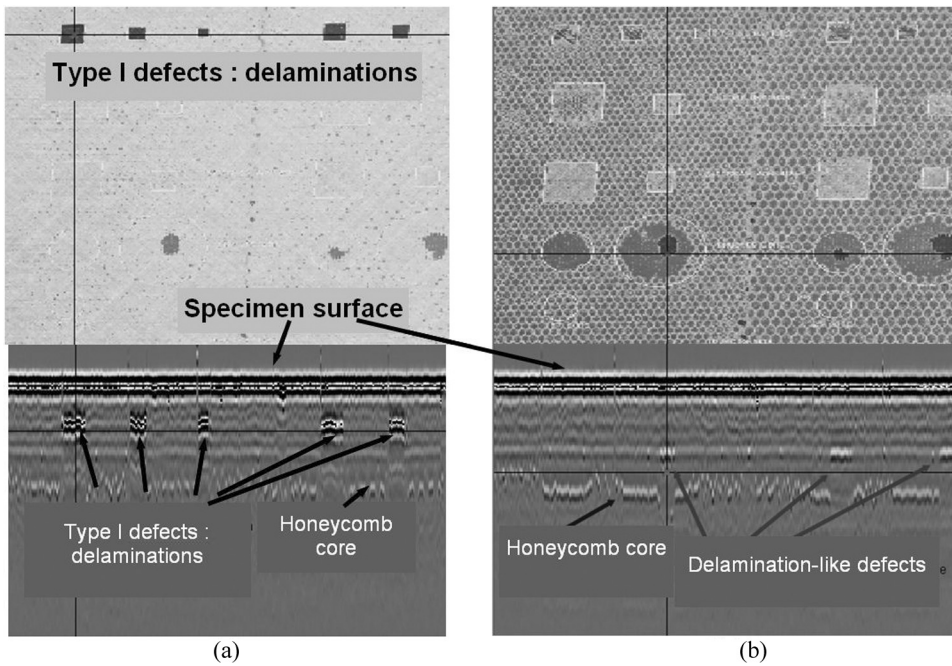 Type I defects : delaminations
Specimen surface
Type I defects :
delaminations
Honeycomb
core
Honeycomb core
Delamination-like defects
e
(a)
(b)